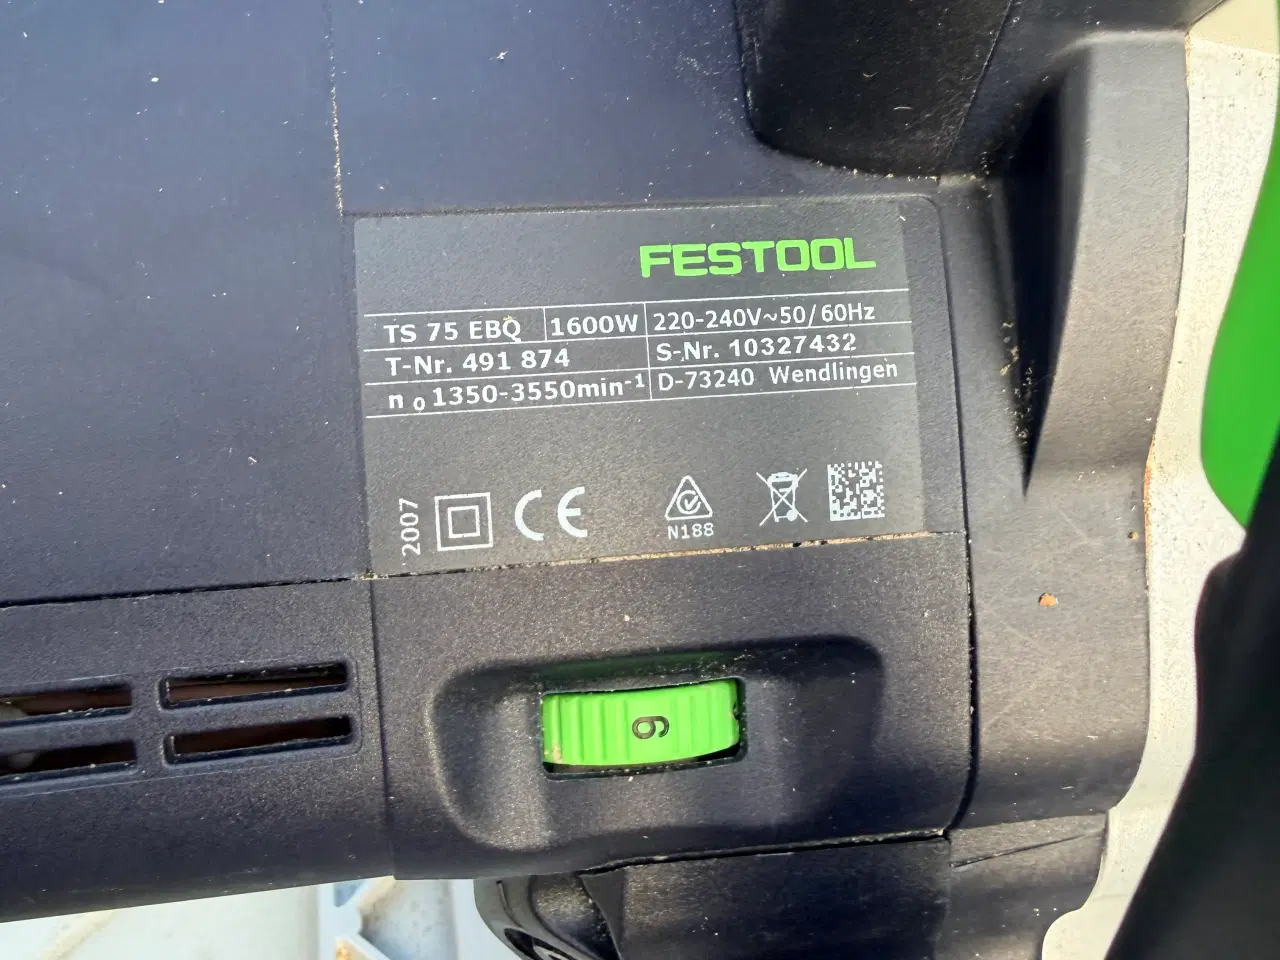 FESTOOL
TS 75 EBQ 1600W 220-240V~50/60Hz
T-Nr. 491 874 S-Nr. 10327432
n₀ 1350-3550min⁻¹ D-73240 Wendlingen
2007 CE N188
6